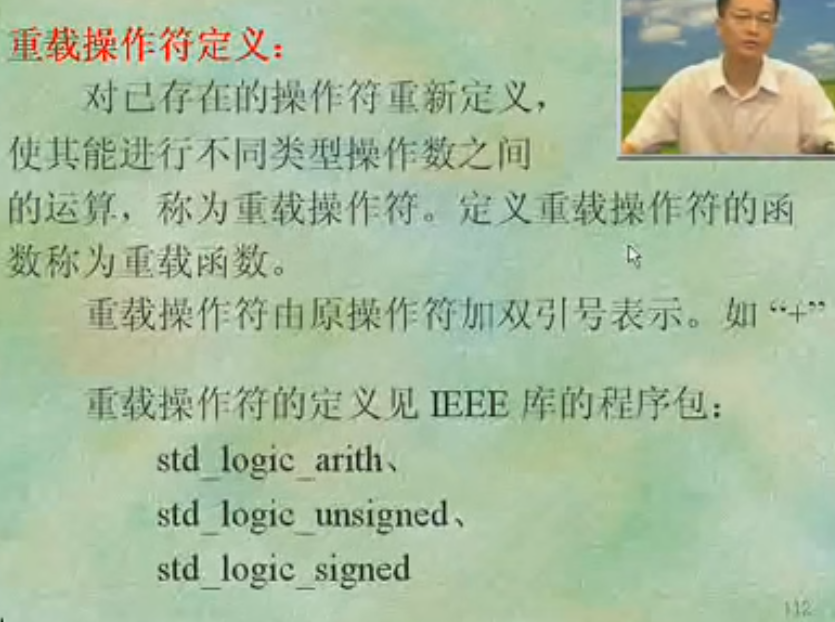 重载操作符定义：
对已存在的操作符重新定义，
使其能进行不同类型操作数之间
的运算，称为重载操作符。定义重载操作符的函
数称为重载函数。
重载操作符由原操作符加双引号表示。如 “+”
重载操作符的定义见 IEEE 库的程序包：
std_logic_arith、
std_logic_unsigned、
std_logic_signed
112